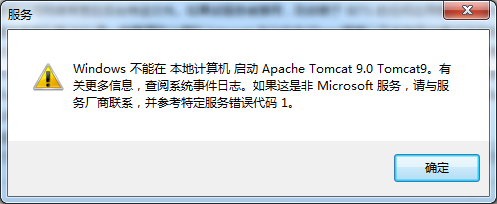 服务
Windows 不能在 本地计算机 启动 Apache Tomcat 9.0 Tomcat9。有
关更多信息，查阅系统事件日志。如果这是非 Microsoft 服务，请与服
务厂商联系，并参考特定服务错误代码 1。
确定